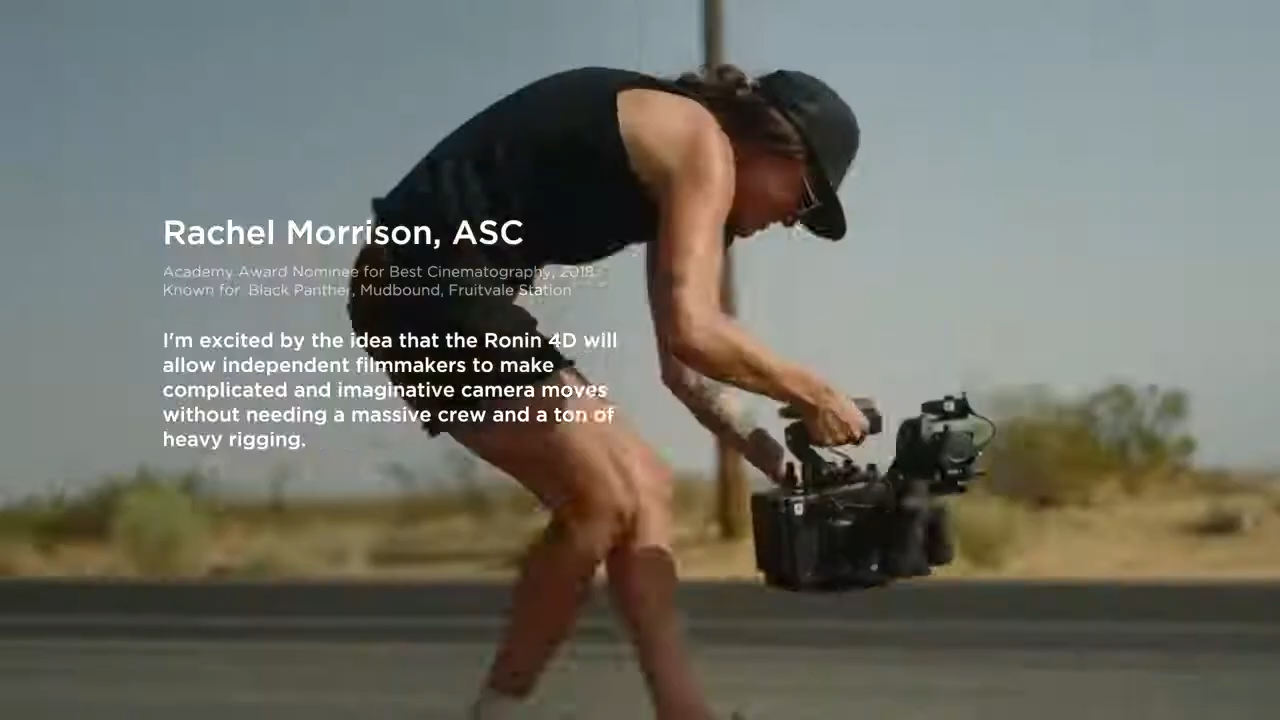 Rachel Morrison, ASC
Academy Award Nominee for Best Cinematography, 2018
Known for Black Panther, Mudbound, Fruitvale Station
I'm excited by the idea that the Ronin 4D will
allow independent filmmakers to make
complicated and imaginative camera moves
without needing a massive crew and a ton of
heavy rigging.